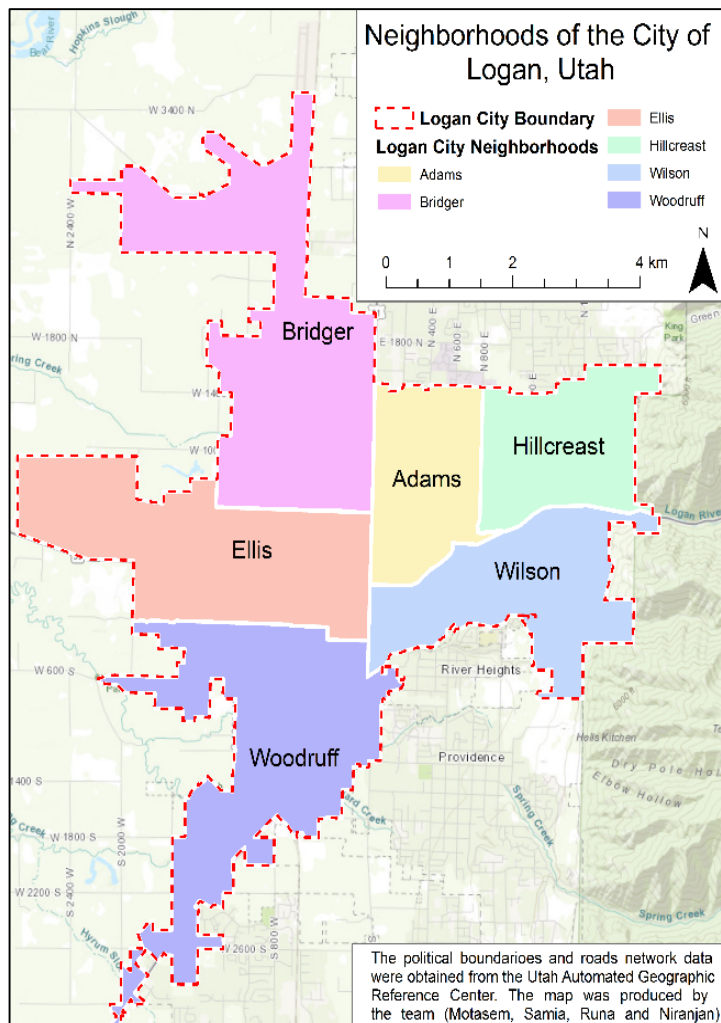 Neighborhoods of the City of
Logan, Utah
Logan City Boundary
Logan City Neighborhoods
Adams
Bridger
Ellis
Hillcreast
Wilson
Woodruff
0 1 2 4 km
N
Hopkins Slough
Bear River
W 3400 N
N 2400 W
W 1800 N
E 1800 N
N 400 E
N 600 E
N 800 E
King
Park
Green
Bridger
Hillcreast
Adams
Logan River
Ellis
Wilson
W 600 S
River Heights
Hells Kitchen
Woodruff
Providence
Elbow Hollow
1400 S
Spring Creek
W 1800 S
S 2000 W
S 2400 W
W 2200 S
S 800 W
W 2600 S
Spring Creek
The political boundarioes and roads network data
were obtained from the Utah Automated Geographic
Reference Center. The map was produced by
the team (Motasem, Samia, Runa and Niranjan)